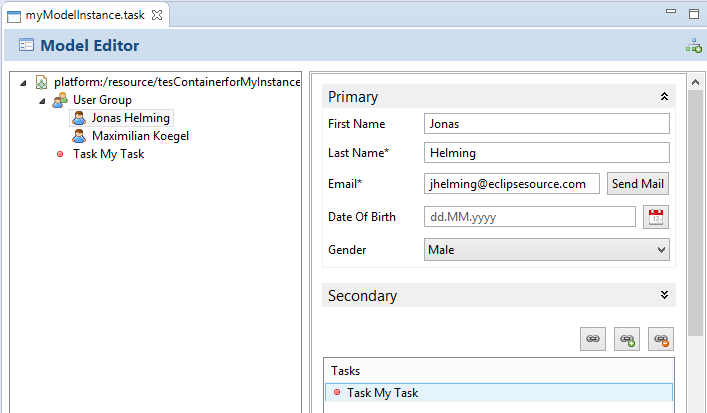 myModelInstance.task
Model Editor
platform:/resource/tesContainerforMyInstance
User Group
Jonas Helming
Maximilian Koegel
Task My Task
Primary
First Name Jonas
Last Name* Helming
Email* jhelming@eclipsesource.com Send Mail
Date Of Birth dd.MM.yyyy
Gender Male
Secondary
Tasks
Task My Task